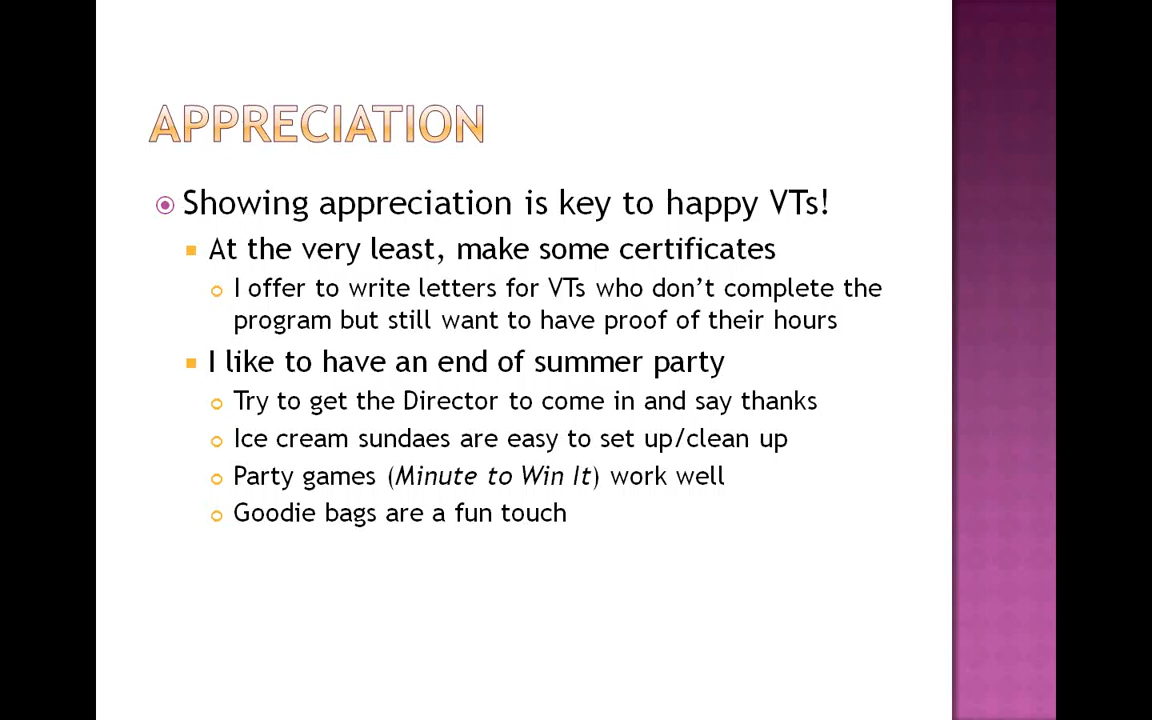 APPRECIATION
Showing appreciation is key to happy VTs!
At the very least, make some certificates
I offer to write letters for VTs who don't complete the
program but still want to have proof of their hours
I like to have an end of summer party
Try to get the Director to come in and say thanks
Ice cream sundaes are easy to set up/clean up
Party games (Minute to Win It) work well
Goodie bags are a fun touch